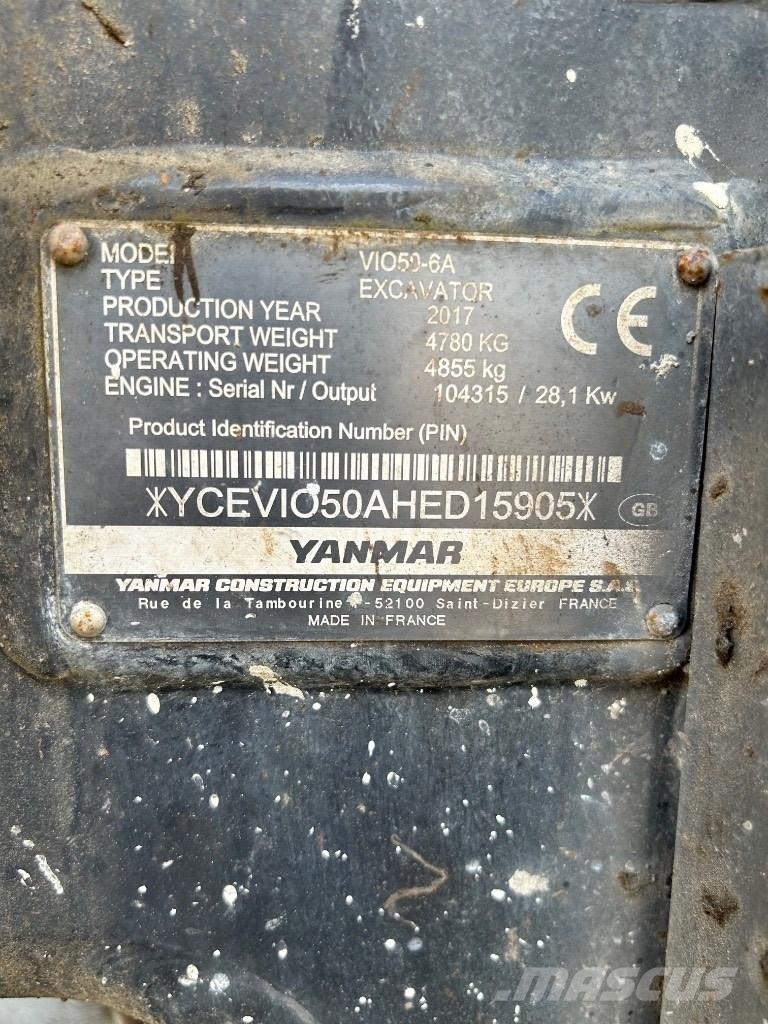 MODEL VIO50-6A
TYPE EXCAVATOR
PRODUCTION YEAR 2017
TRANSPORT WEIGHT 4780 KG
OPERATING WEIGHT 4855 kg
ENGINE : Serial Nr / Output 104315 / 28,1 Kw
CE
Product Identification Number (PIN)
*YCEVIO50AHED15905*
GB
YANMAR
YANMAR CONSTRUCTION EQUIPMENT EUROPE S.A.S.
Rue de la Tambourine - 52100 Saint-Dizier FRANCE
MADE IN FRANCE
MASCUS